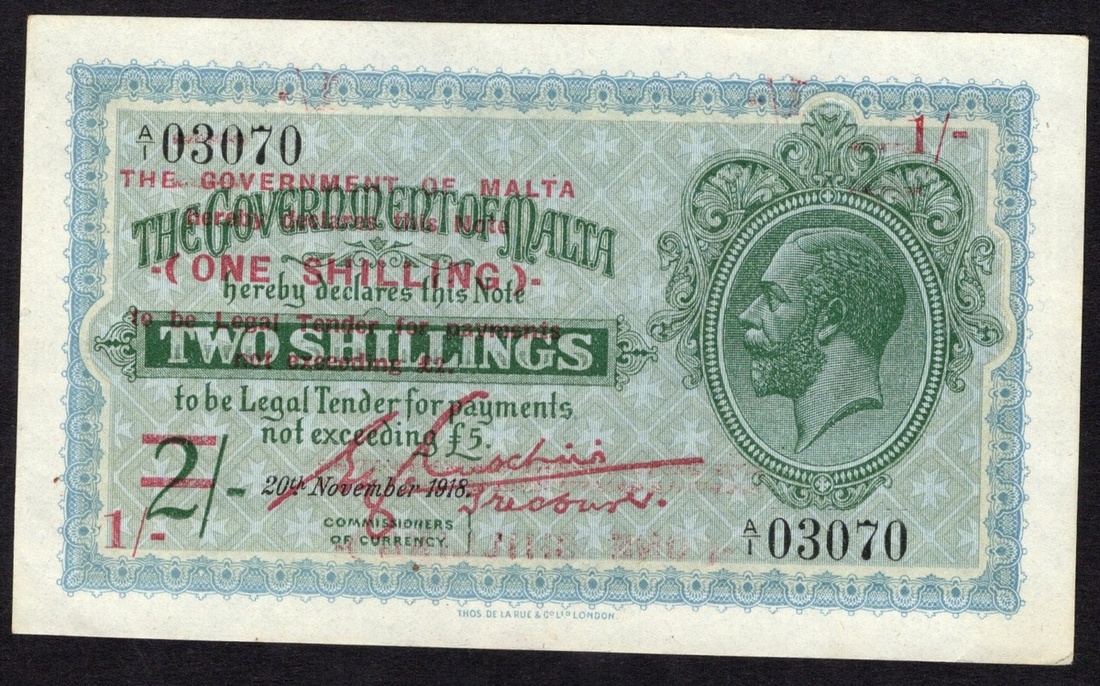 A/1 03070
1/-
THE GOVERNMENT OF MALTA
hereby declares this Note
THE GOVERNMENT OF MALTA
-(ONE SHILLING)-
hereby declares this Note
to be Legal Tender for payments
TWO SHILLINGS
not exceeding £2.
to be Legal Tender for payments
not exceeding £5.
2/-
20th November 1918.
Treasurer.
1/-
COMMISSIONERS
OF CURRENCY.
A/1 03070
THOS. DE LA RUE & CO. LTD. LONDON.